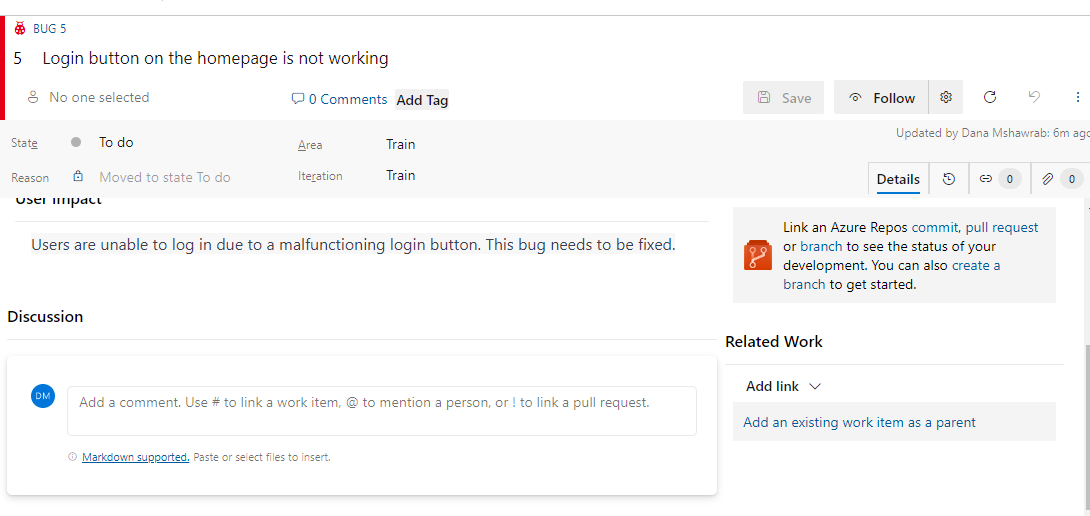 BUG 5
5 Login button on the homepage is not working
No one selected
0 Comments
Add Tag
Save
Follow
Updated by Dana Mshawrab: 6m ago
State
To do
Area
Train
Reason
Moved to state To do
Iteration
Train
Details
0
0
User Impact
Users are unable to log in due to a malfunctioning login button. This bug needs to be fixed.
Discussion
DM
Add a comment. Use # to link a work item, @ to mention a person, or ! to link a pull request.
Markdown supported. Paste or select files to insert.
Link an Azure Repos commit, pull request
or branch to see the status of your
development. You can also create a
branch to get started.
Related Work
Add link
Add an existing work item as a parent